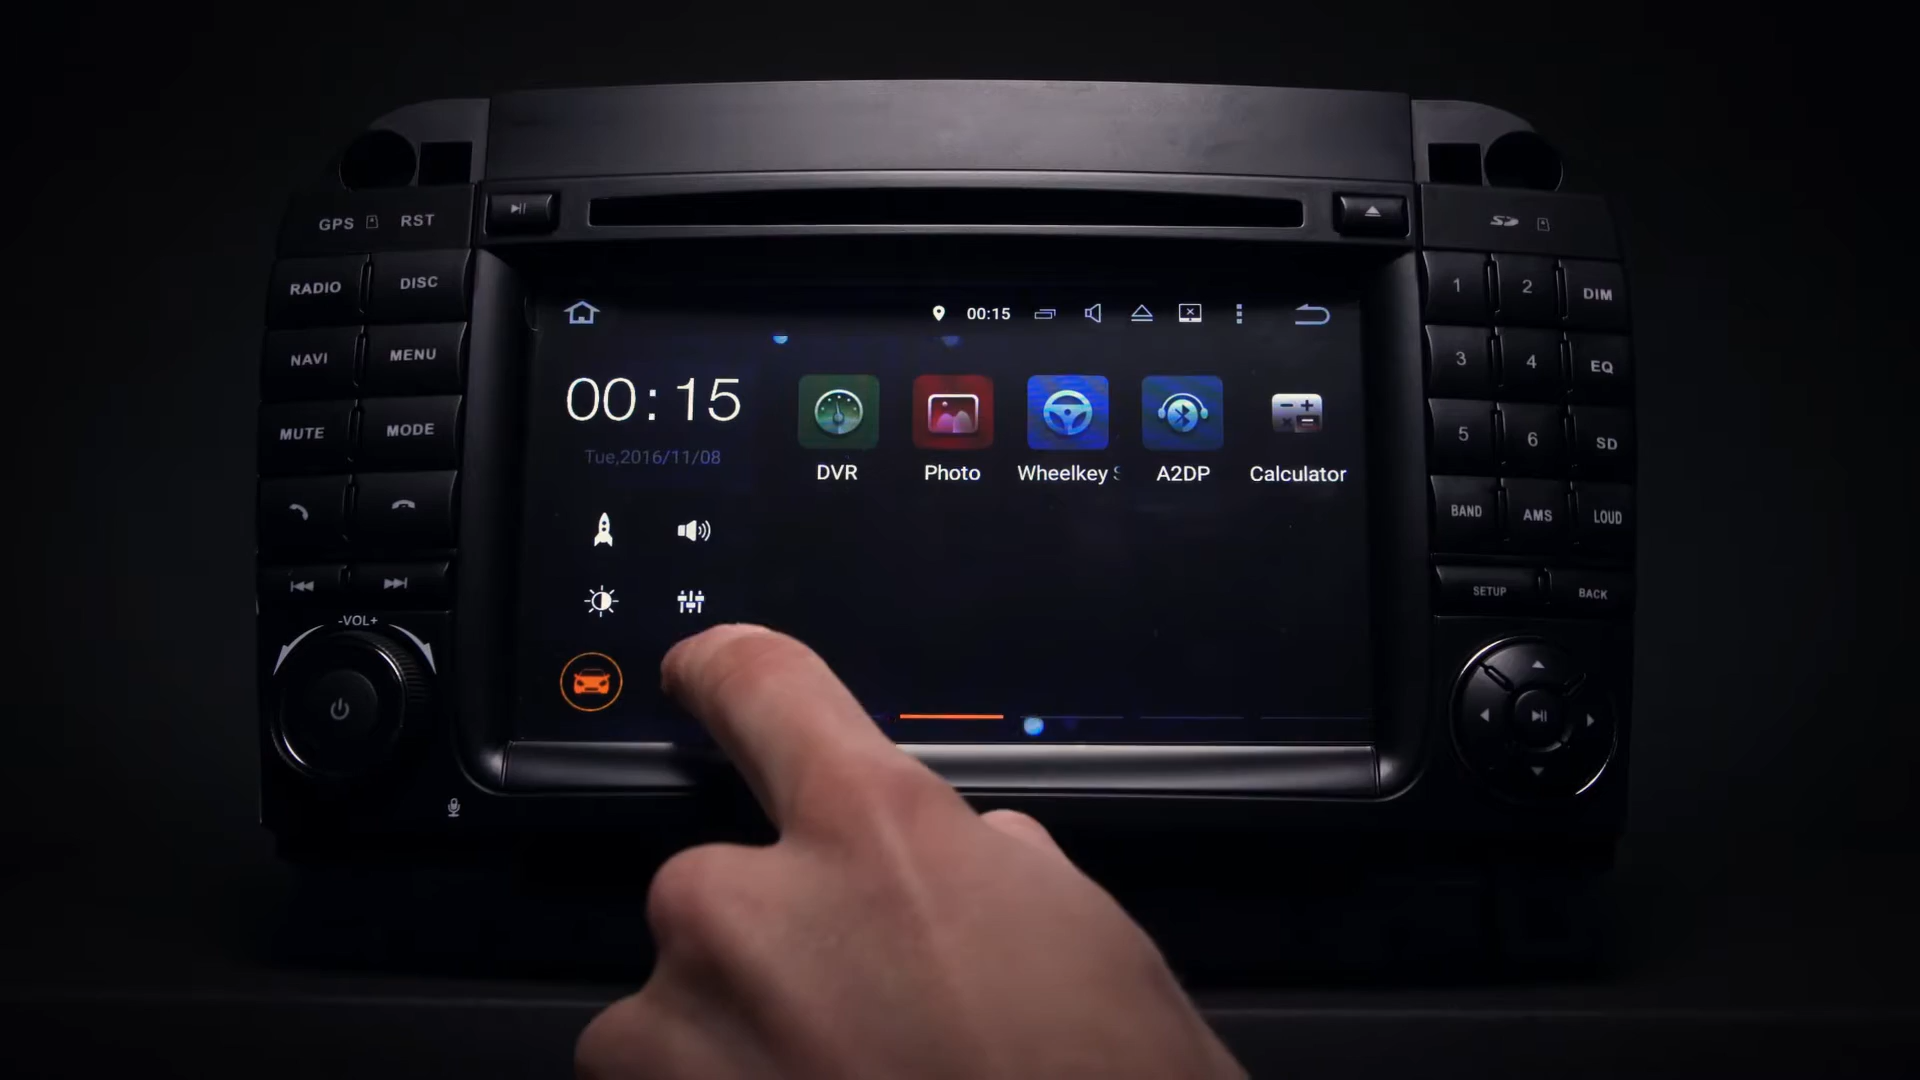 GPS RST
RADIO DISC
NAVI MENU
MUTE MODE
-VOL+
00:15
00:15
Tue,2016/11/08
DVR Photo Wheelkey A2DP Calculator
1 2 DIM
3 4 EQ
5 6 SD
BAND AMS LOUD
SETUP BACK